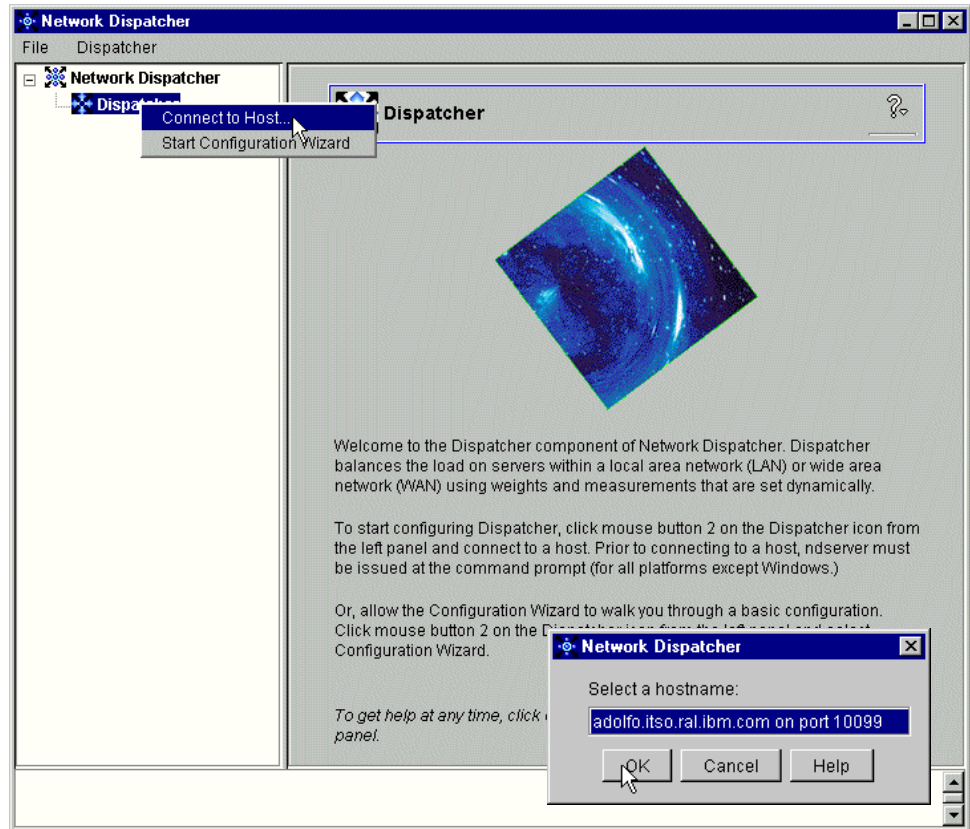 Network Dispatcher
File Dispatcher
Network Dispatcher
Connect to Host...
Start Configuration Wizard
Dispatcher
Welcome to the Dispatcher component of Network Dispatcher. Dispatcher
balances the load on servers within a local area network (LAN) or wide area
network (WAN) using weights and measurements that are set dynamically.
To start configuring Dispatcher, click mouse button 2 on the Dispatcher icon from
the left panel and connect to a host. Prior to connecting to a host, ndserver must
be issued at the command prompt (for all platforms except Windows.)
Or, allow the Configuration Wizard to walk you through a basic configuration.
Click mouse button 2 on the
Configuration Wizard.
To get help at any time, click
panel.
Network Dispatcher
Select a hostname:
adolfo.itso.ral.ibm.com on port 10099
OK Cancel Help